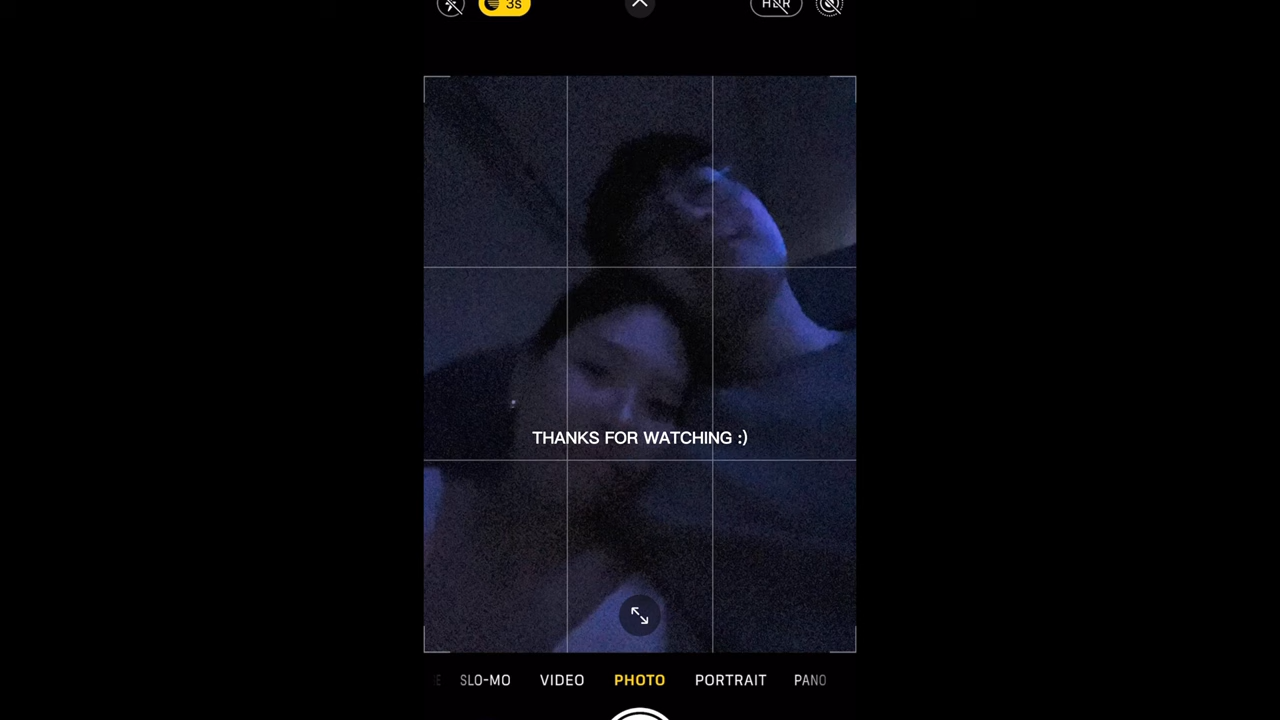 3s
HDR
THANKS FOR WATCHING :)
SLO-MO VIDEO PHOTO PORTRAIT PANO